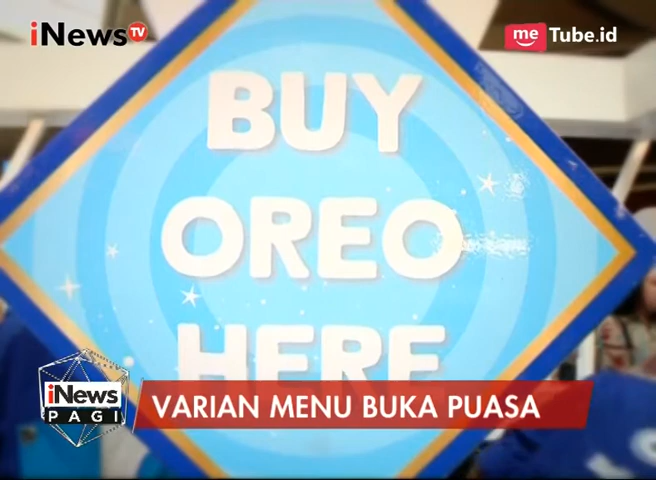 iNews TV
me Tube.id
BUY
OREO
HERE
iNews
PAGI
VARIAN MENU BUKA PUASA